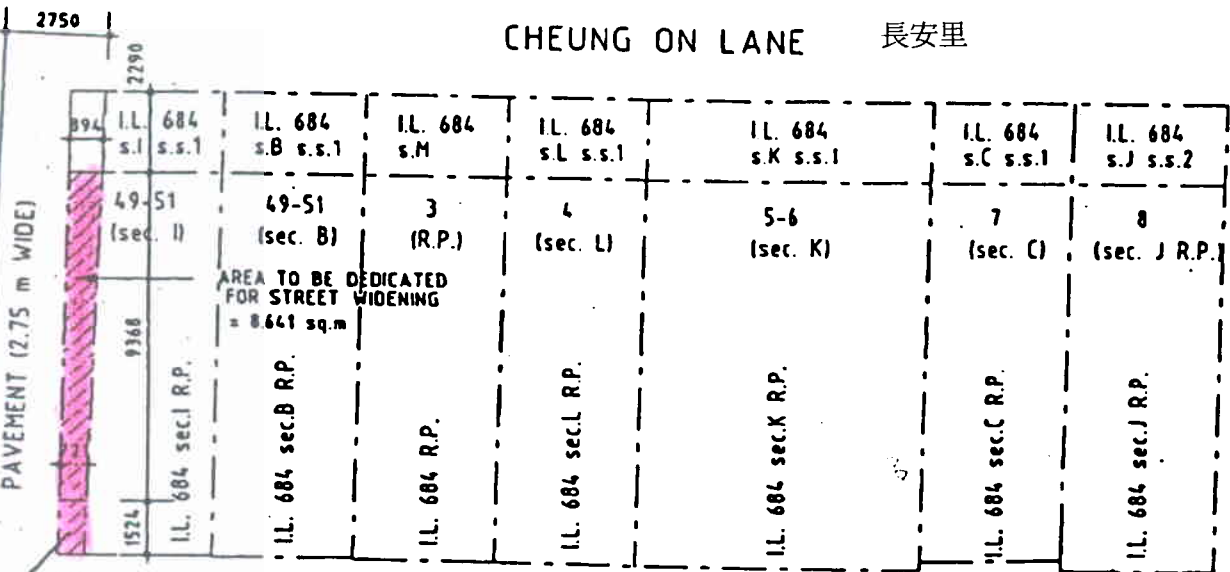 2750
CHEUNG ON LANE 長安里
2290
894
I.L. 684
s.I s.s.1
I.L. 684
s.B s.s.1
I.L. 684
s.M
I.L. 684
s.L s.s.1
I.L. 684
s.K s.s.1
I.L. 684
s.C s.s.1
I.L. 684
s.J s.s.2
49-51
(sec. I)
49-51
(sec. B)
3
(R.P.)
4
(sec. L)
5-6
(sec. K)
7
(sec. C)
8
(sec. J R.P.)
AREA TO BE DEDICATED
FOR STREET WIDENING
= 8.641 sq.m
PAVEMENT (2.75 m WIDE)
9368
1524
I.L. 684 sec.I R.P.
I.L. 684 sec.B R.P.
I.L. 684 R.P.
I.L. 684 sec.L R.P.
I.L. 684 sec.K R.P.
I.L. 684 sec.C R.P.
I.L. 684 sec.J R.P.